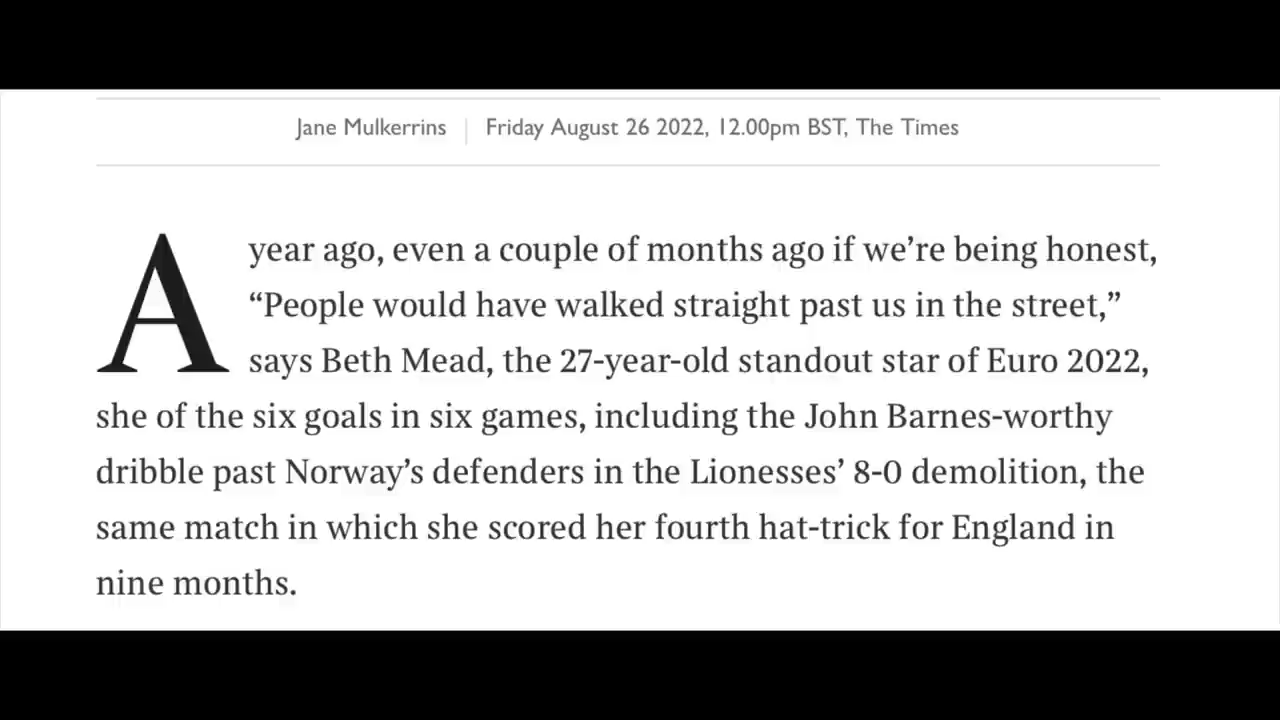 Jane Mulkerrins | Friday August 26 2022, 12.00pm BST, The Times
A year ago, even a couple of months ago if we’re being honest,
“People would have walked straight past us in the street,”
says Beth Mead, the 27-year-old standout star of Euro 2022,
she of the six goals in six games, including the John Barnes-worthy
dribble past Norway’s defenders in the Lionesses’ 8-0 demolition, the
same match in which she scored her fourth hat-trick for England in
nine months.